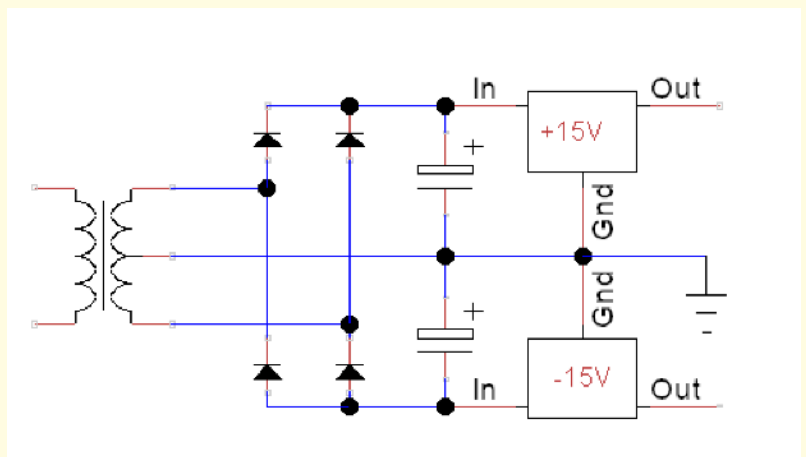 In
Out
+15V
+
Gnd
Gnd
+
-15V
In
Out